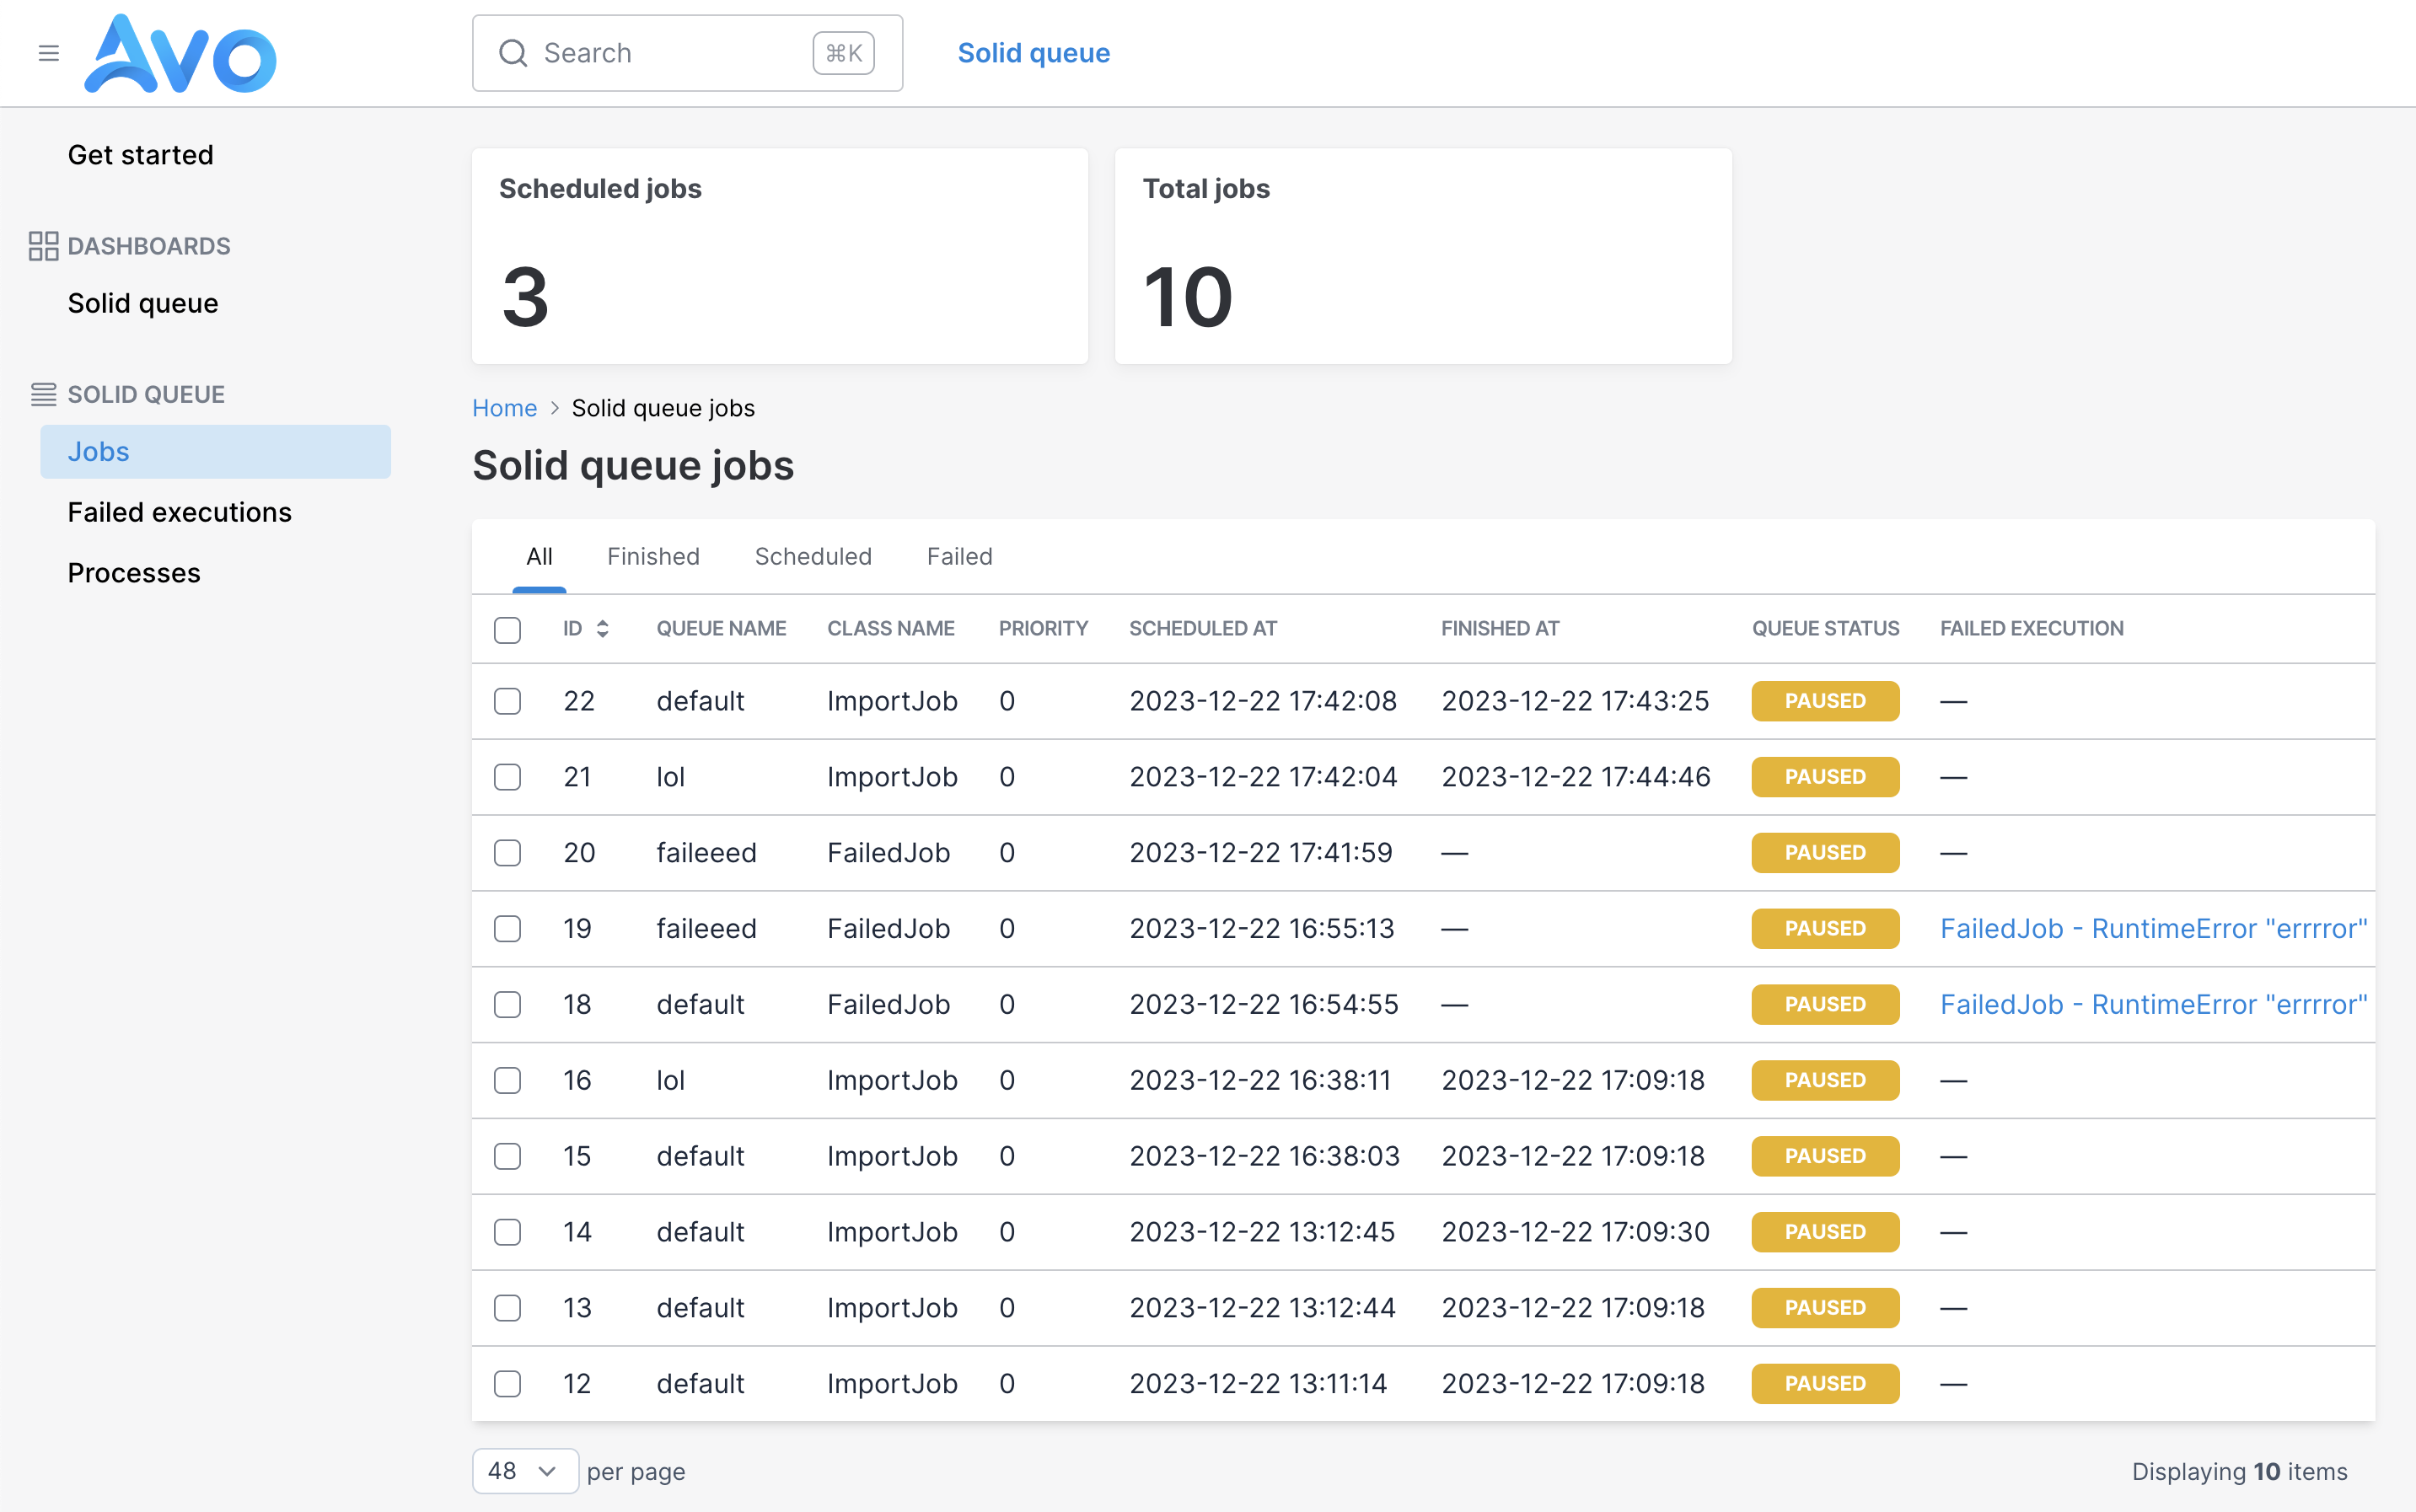 Avo
Search ⌘K
Solid queue
Get started
DASHBOARDS
Solid queue
SOLID QUEUE
Jobs
Failed executions
Processes
Scheduled jobs
3
Total jobs
10
Home > Solid queue jobs
Solid queue jobs
All Finished Scheduled Failed
ID QUEUE NAME CLASS NAME PRIORITY SCHEDULED AT FINISHED AT QUEUE STATUS FAILED EXECUTION
22 default ImportJob 0 2023-12-22 17:42:08 2023-12-22 17:43:25 PAUSED —
21 lol ImportJob 0 2023-12-22 17:42:04 2023-12-22 17:44:46 PAUSED —
20 faileeed FailedJob 0 2023-12-22 17:41:59 — PAUSED —
19 faileeed FailedJob 0 2023-12-22 16:55:13 — PAUSED FailedJob - RuntimeError "errrror"
18 default FailedJob 0 2023-12-22 16:54:55 — PAUSED FailedJob - RuntimeError "errrror"
16 lol ImportJob 0 2023-12-22 16:38:11 2023-12-22 17:09:18 PAUSED —
15 default ImportJob 0 2023-12-22 16:38:03 2023-12-22 17:09:18 PAUSED —
14 default ImportJob 0 2023-12-22 13:12:45 2023-12-22 17:09:30 PAUSED —
13 default ImportJob 0 2023-12-22 13:12:44 2023-12-22 17:09:18 PAUSED —
12 default ImportJob 0 2023-12-22 13:11:14 2023-12-22 17:09:18 PAUSED —
48 per page
Displaying 10 items